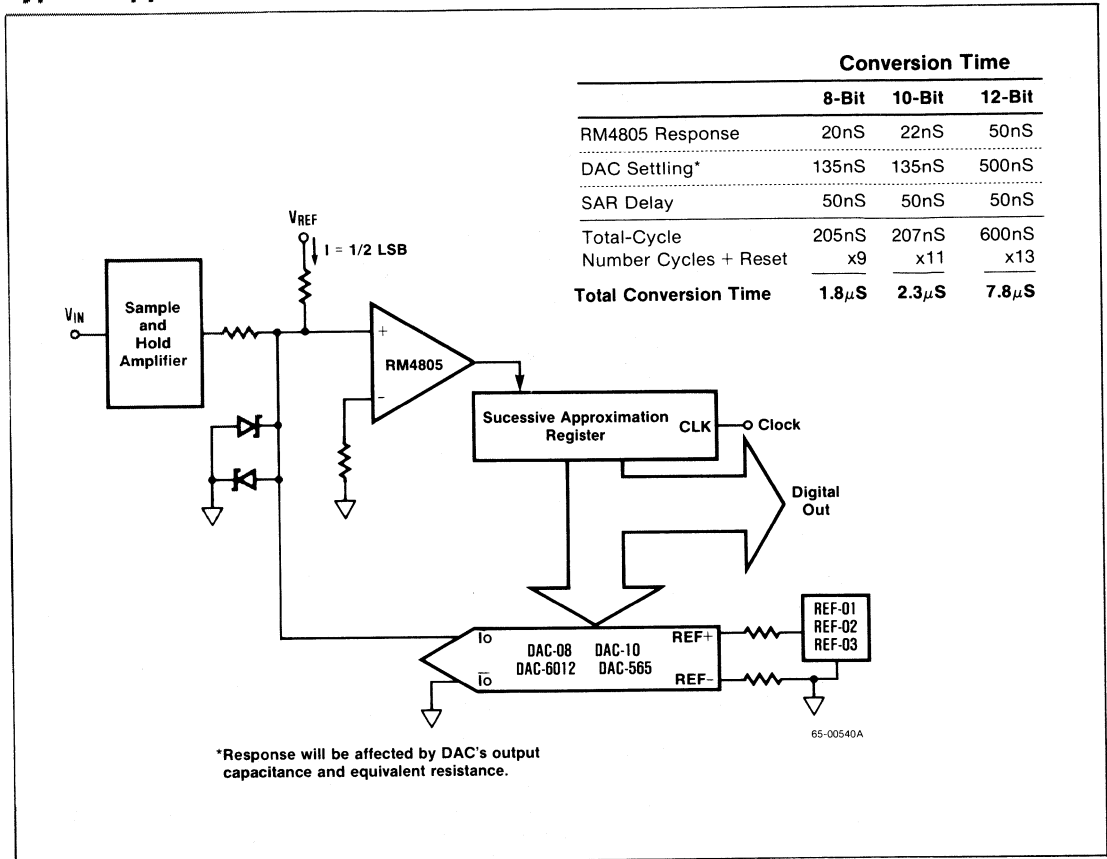 Conversion Time
8-Bit 10-Bit 12-Bit
RM4805 Response 20nS 22nS 50nS
DAC Settling* 135nS 135nS 500nS
SAR Delay 50nS 50nS 50nS
Total-Cycle 205nS 207nS 600nS
Number Cycles + Reset x9 x11 x13
Total Conversion Time 1.8μS 2.3μS 7.8μS
VREF
I = 1/2 LSB
VIN
Sample
and
Hold
Amplifier
+
RM4805
−
Sucessive Approximation
Register
CLK
Clock
Digital
Out
Io
I̅o
DAC-08 DAC-10
DAC-6012 DAC-565
REF+
REF−
REF-01
REF-02
REF-03
65-00540A
*Response will be affected by DAC's output
capacitance and equivalent resistance.